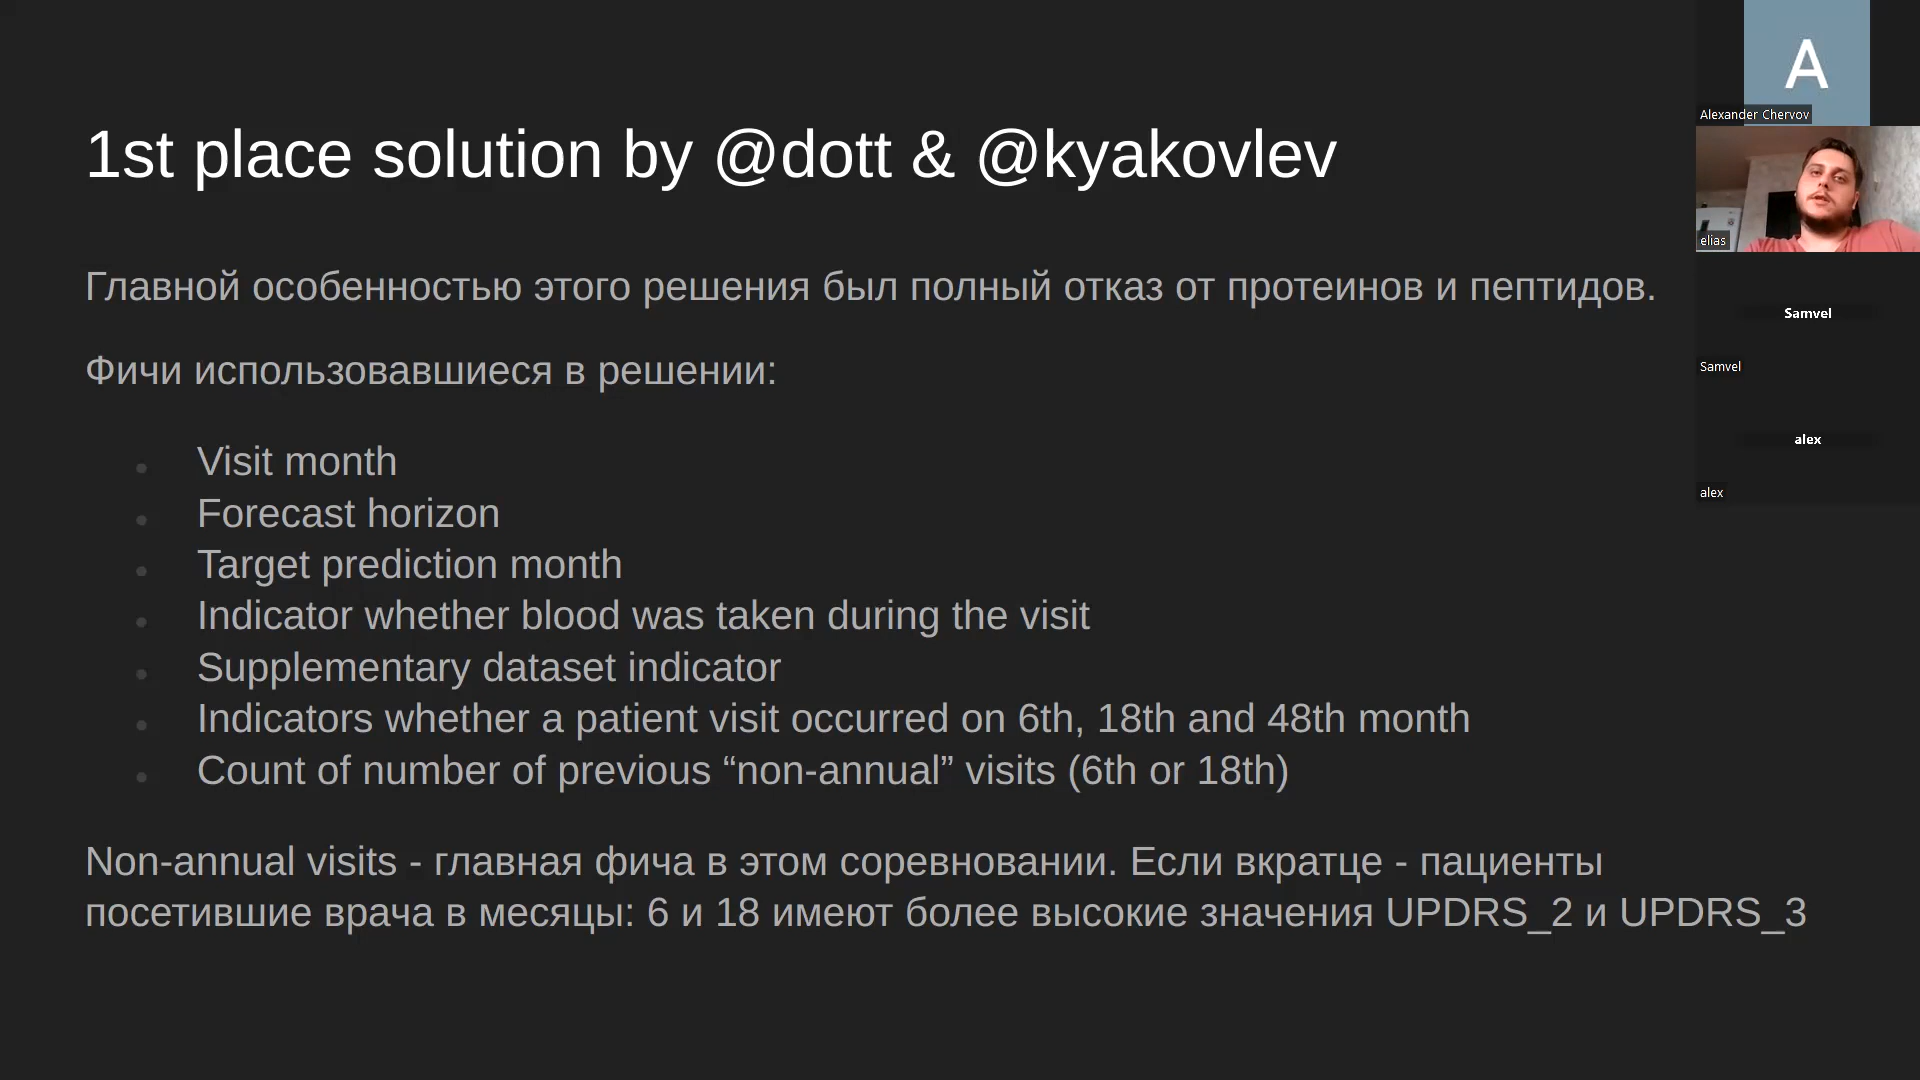 1st place solution by @dott & @kyakovlev
Главной особенностью этого решения был полный отказ от протеинов и пептидов.
Фичи использовавшиеся в решении:
Visit month
Forecast horizon
Target prediction month
Indicator whether blood was taken during the visit
Supplementary dataset indicator
Indicators whether a patient visit occurred on 6th, 18th and 48th month
Count of number of previous “non-annual” visits (6th or 18th)
Non-annual visits - главная фича в этом соревновании. Если вкратце - пациенты
посетившие врача в месяцы: 6 и 18 имеют более высокие значения UPDRS_2 и UPDRS_3
A
Alexander Chervov
elias
Samvel
Samvel
alex
alex